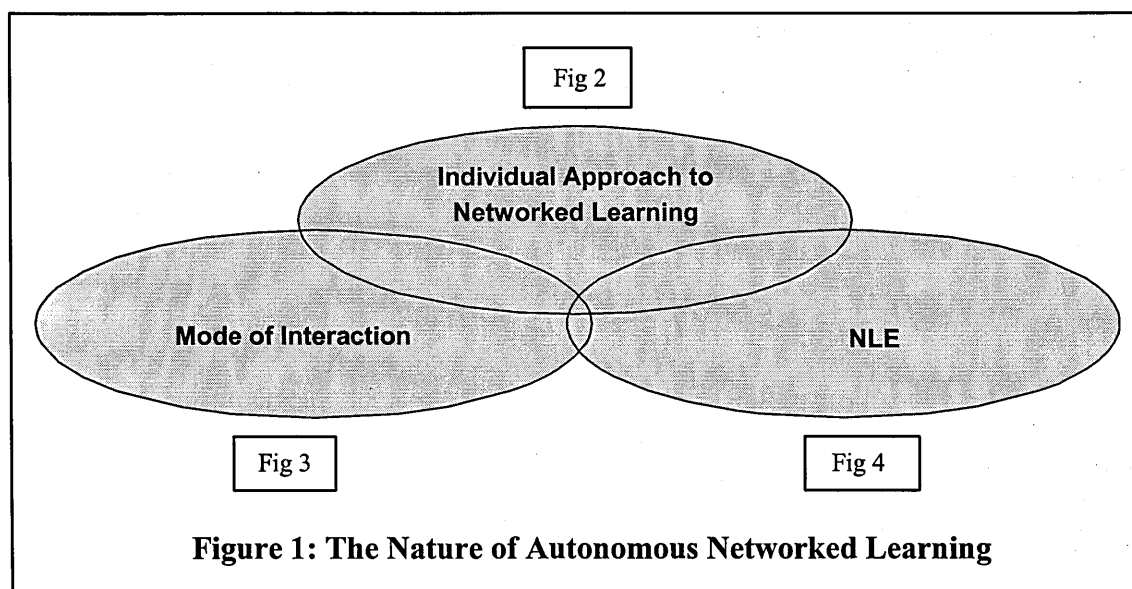 Fig 2
Individual Approach to
Networked Learning
Mode of Interaction
NLE
Fig 3
Fig 4
Figure 1: The Nature of Autonomous Networked Learning